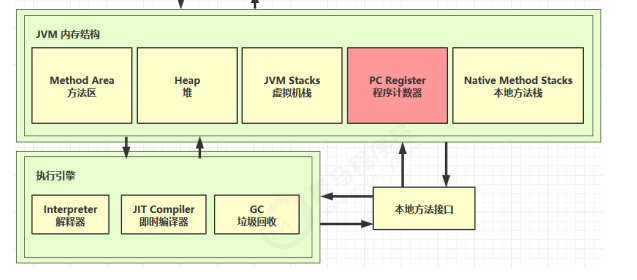 JVM 内存结构
Method Area
方法区
Heap
堆
JVM Stacks
虚拟机栈
PC Register
程序计数器
Native Method Stacks
本地方法栈
执行引擎
Interpreter
解释器
JIT Compiler
即时编译器
GC
垃圾回收
本地方法接口